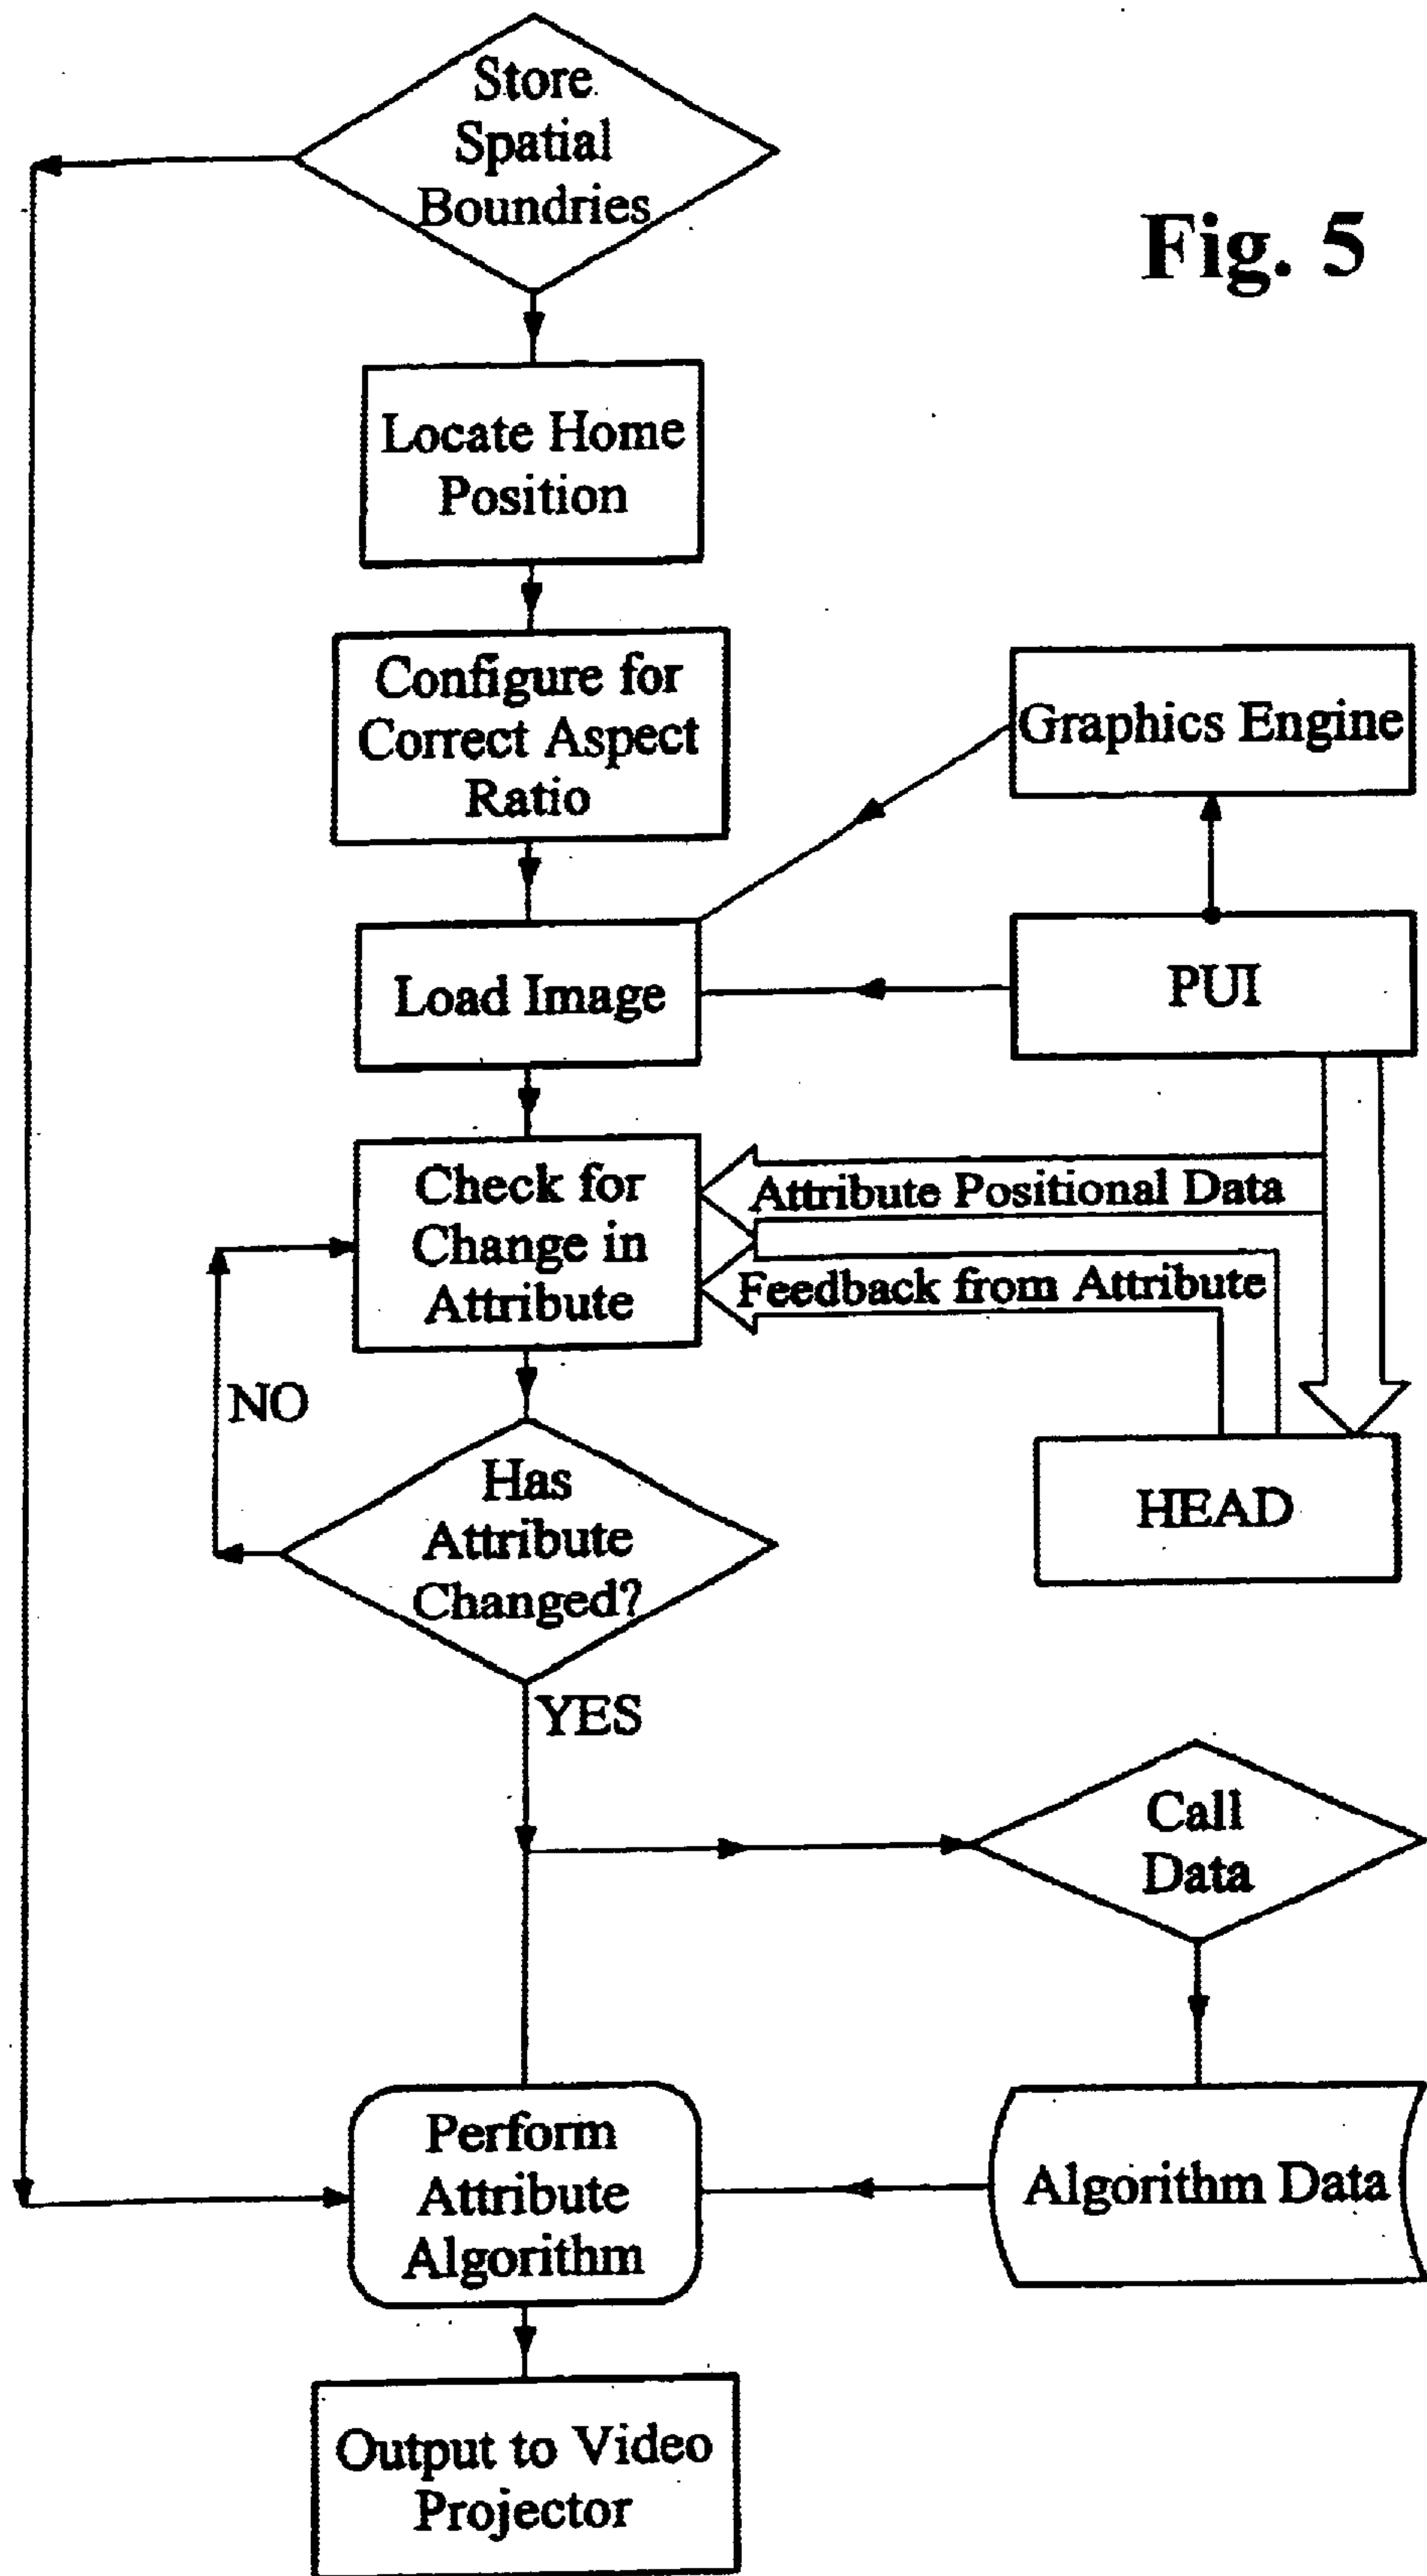 Store
Spatial
Boundries
Fig. 5
Locate Home
Position
Configure for
Correct Aspect
Ratio
Graphics Engine
Load Image
PUI
Check for
Change in
Attribute
Attribute Positional Data
Feedback from Attribute
NO
HEAD
Has
Attribute
Changed?
YES
Call
Data
Perform
Attribute
Algorithm
Algorithm Data
Output to Video
Projector